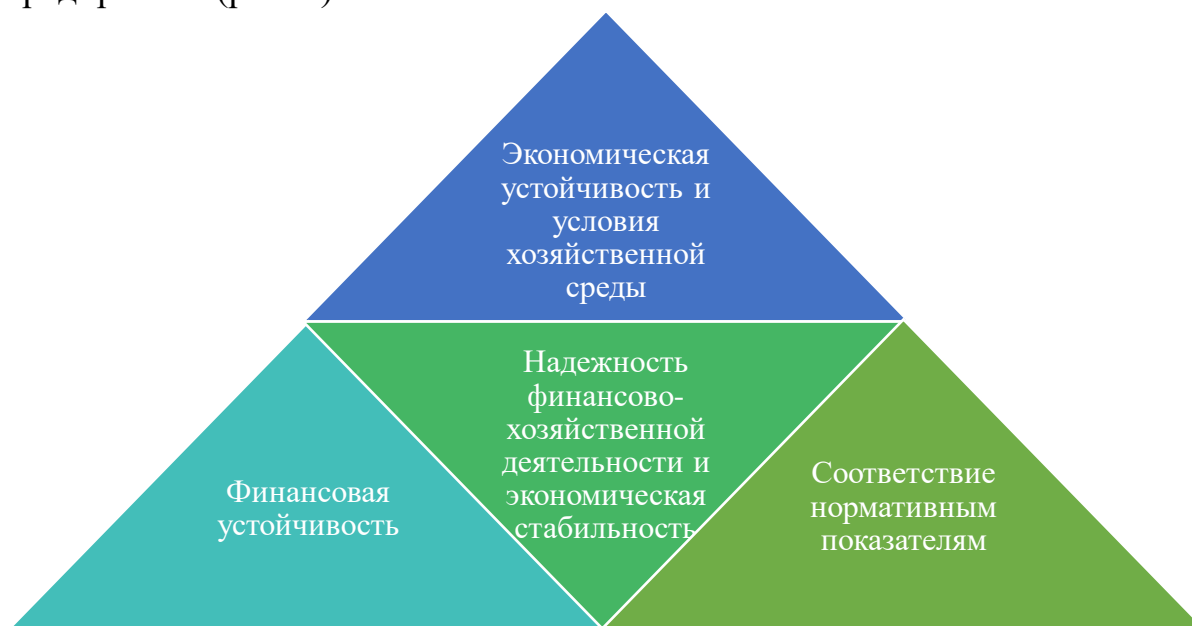 Экономическая
устойчивость и
условия
хозяйственной
среды
Надежность
финансово-
хозяйственной
деятельности и
экономическая
стабильность
Финансовая
устойчивость
Соответствие
нормативным
показателям